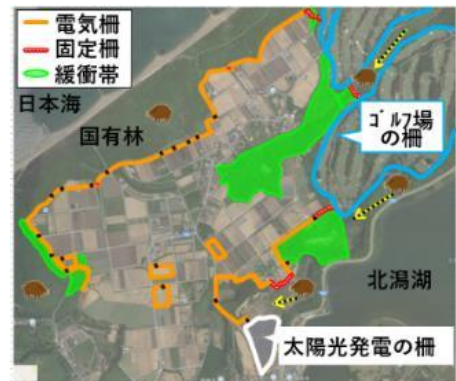 電気柵
固定柵
緩衝帯
日本海
国有林
ゴルフ場
の柵
北潟湖
太陽光発電の柵